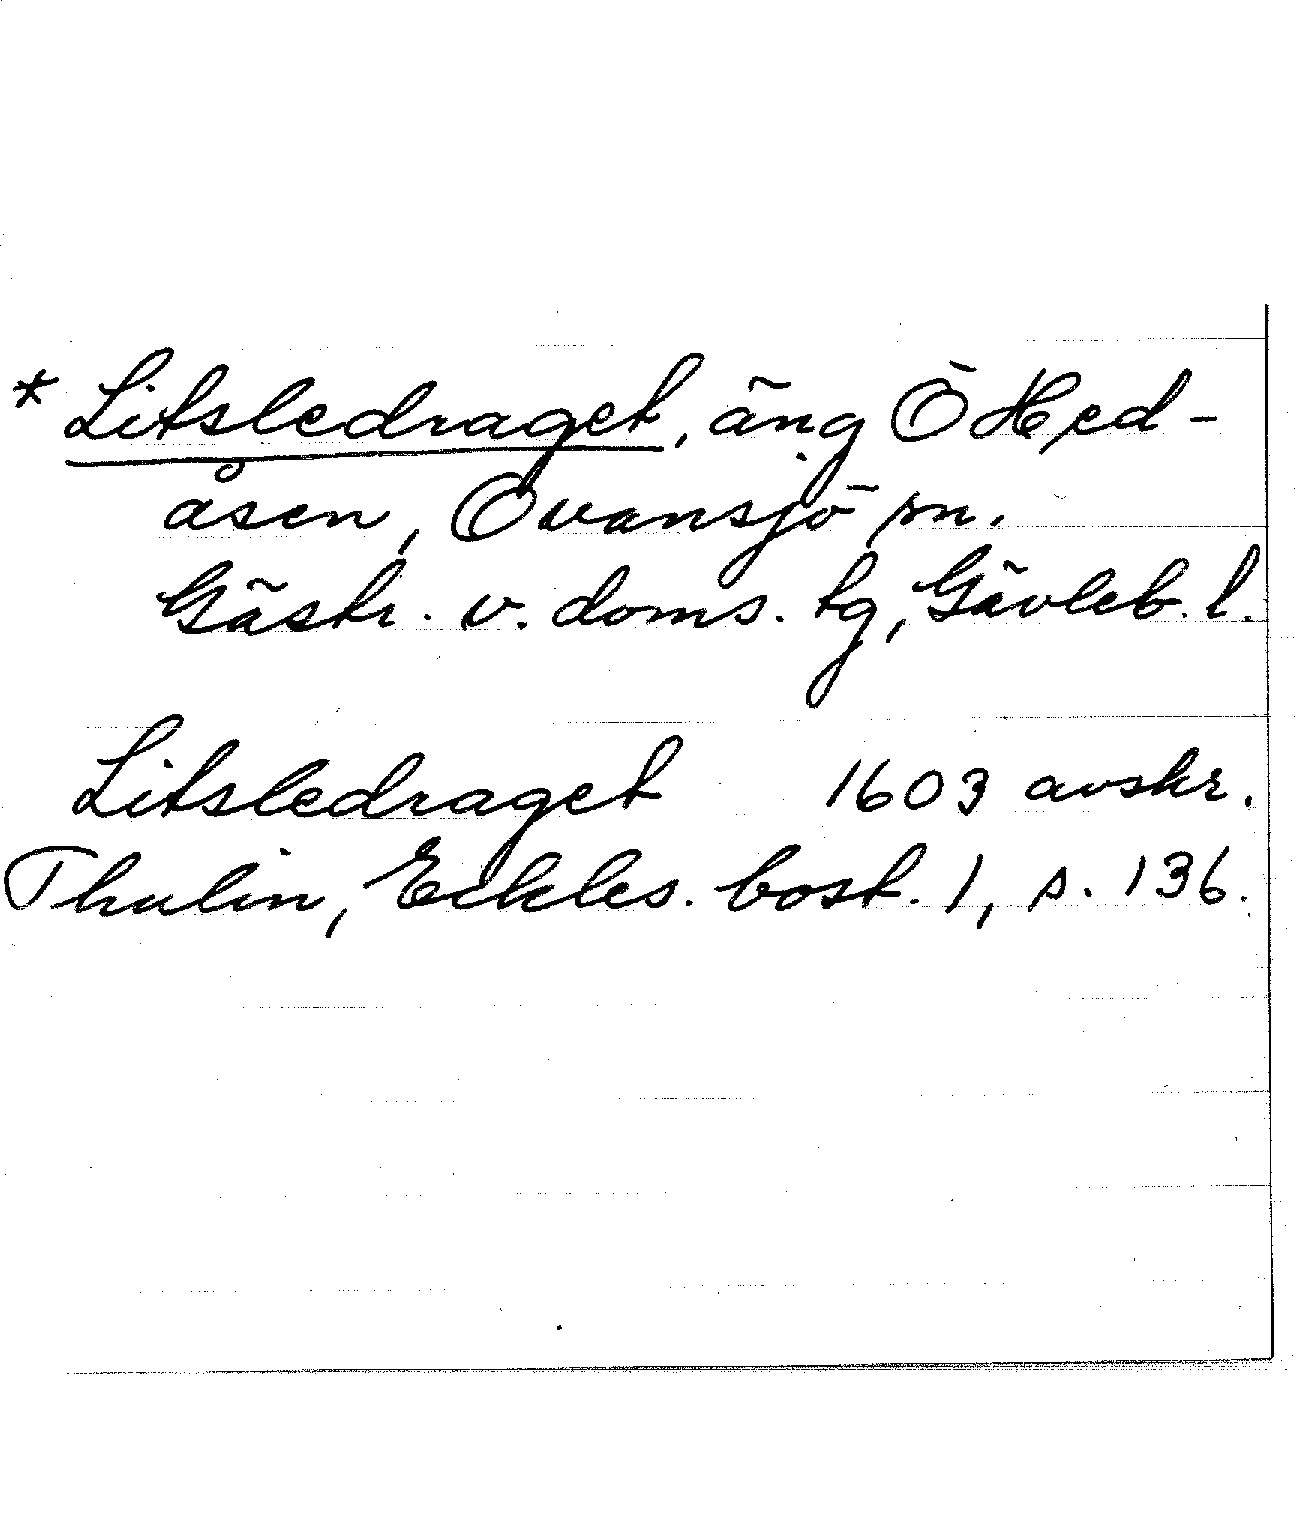 * Litsledraget, äng Ö Hed-
åsen, Ovansjö sn.
Gästr. v. doms. tg, Gävleb. l.
Litsledraget 1603 avskr.
Thulin, Eckles. bost. 1, s. 136.